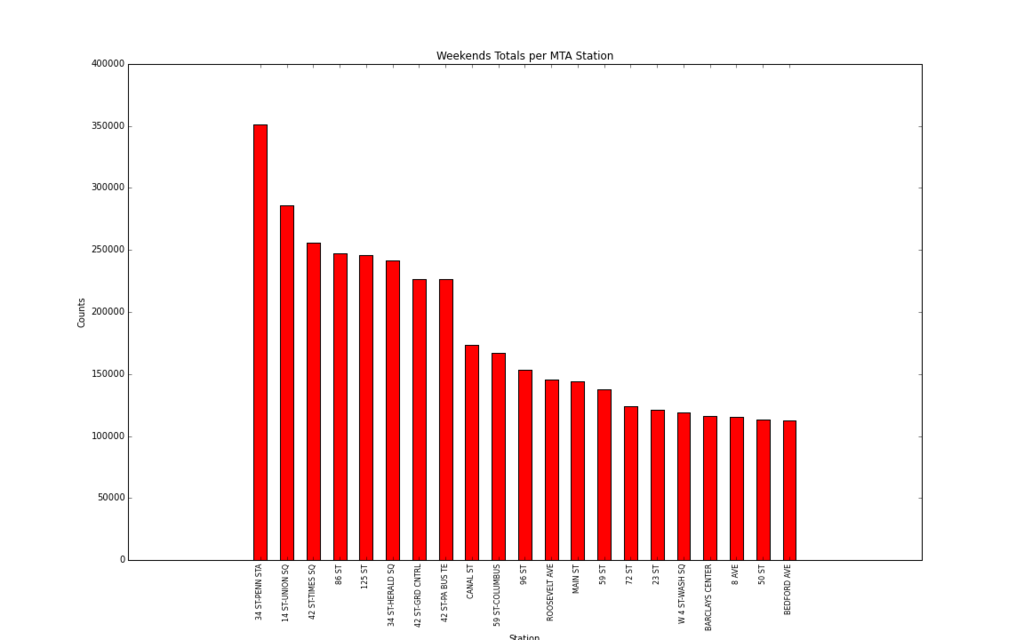 Weekends Totals per MTA Station
400000
350000
300000
250000
200000
150000
100000
50000
0
Counts
34 ST-PENN STA
14 ST-UNION SQ
42 ST-TIMES SQ
86 ST
125 ST
34 ST-HERALD SQ
42 ST-GRD CNTRL
42 ST-PA BUS TE
CANAL ST
59 ST-COLUMBUS
96 ST
ROOSEVELT AVE
MAIN ST
59 ST
72 ST
23 ST
W 4 ST-WASH SQ
BARCLAYS CENTER
8 AVE
50 ST
BEDFORD AVE
Station